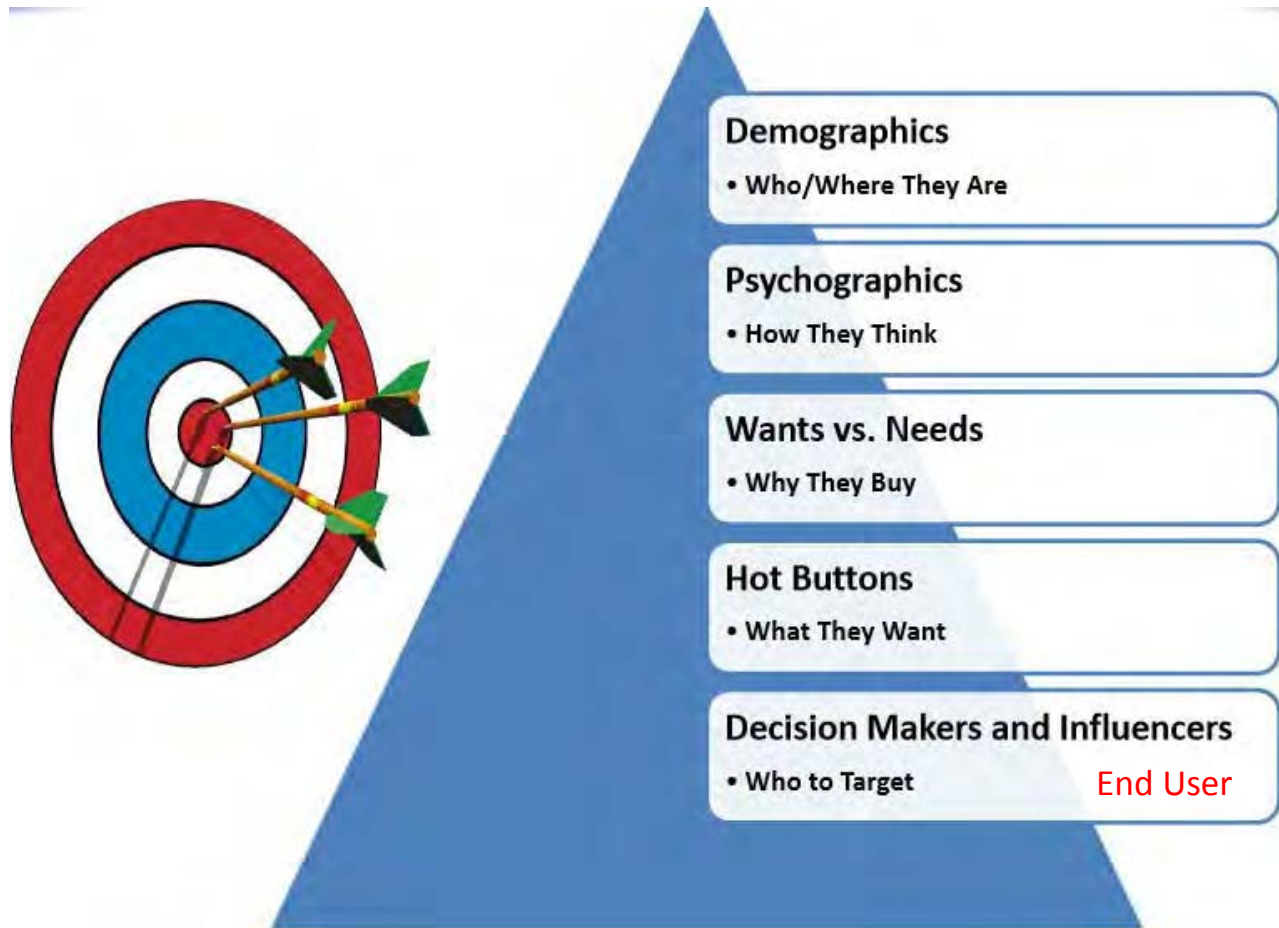 Demographics
• Who/Where They Are
Psychographics
• How They Think
Wants vs. Needs
• Why They Buy
Hot Buttons
• What They Want
Decision Makers and Influencers
• Who to Target End User